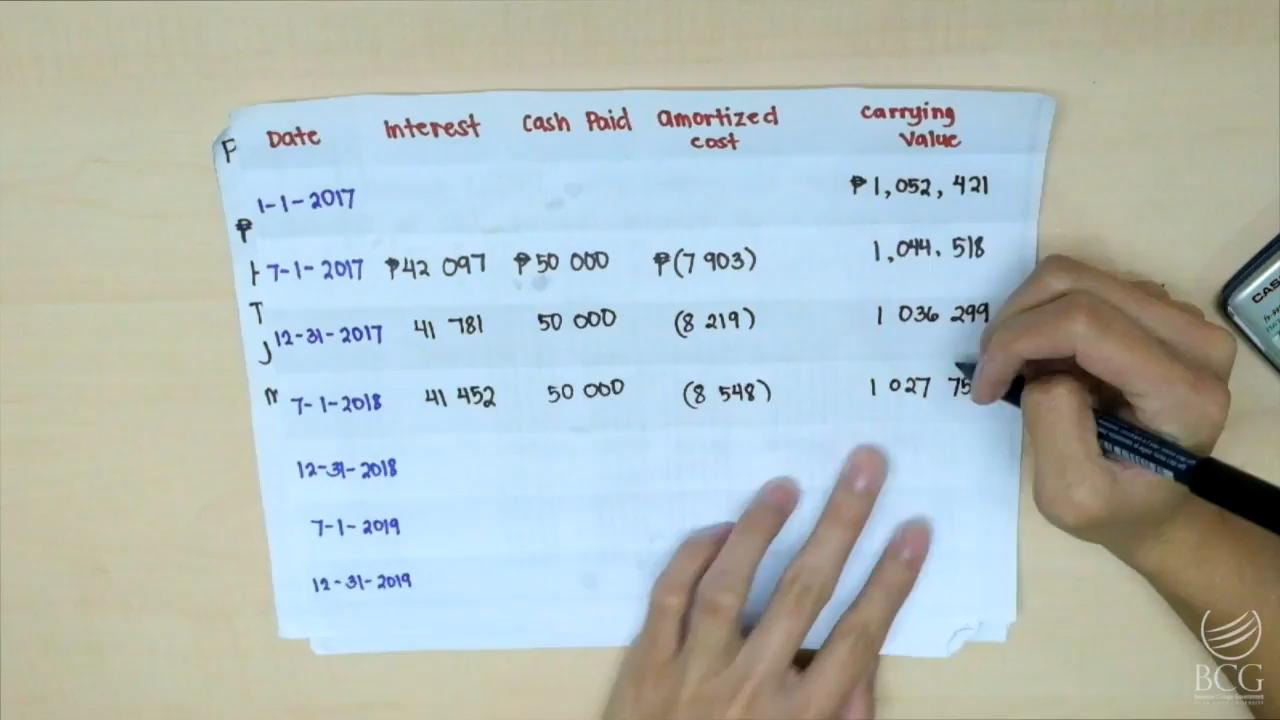 Date Interest Cash Paid Amortized cost Carrying Value
1-1-2017 ₱1,052,421
7-1-2017 ₱42 097 ₱50 000 ₱(7 903) 1,044,518
12-31-2017 41 781 50 000 (8 219) 1 036 299
7-1-2018 41 452 50 000 (8 548) 1 027 75
12-31-2018
7-1-2019
12-31-2019
BCG